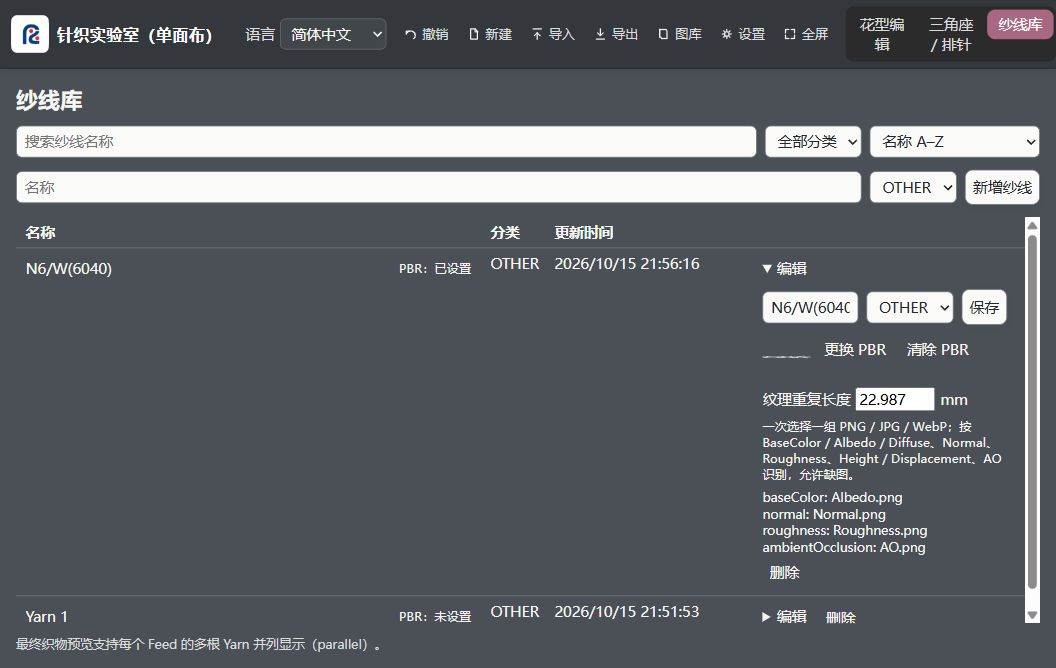 针织实验室（单面布） 语言 简体中文 撤销 新建 导入 导出 图库 设置 全屏 花型编辑 三角座 / 排针 纱线库
纱线库
搜索纱线名称 全部分类 名称 A–Z
名称 OTHER 新增纱线
名称 分类 更新时间
N6/W(6040) PBR：已设置 OTHER 2026/10/15 21:56:16 ▼ 编辑
N6/W(604( OTHER 保存
更换 PBR 清除 PBR
纹理重复长度 22.987 mm
一次选择一组 PNG / JPG / WebP；按
BaseColor / Albedo / Diffuse、Normal、
Roughness、Height / Displacement、AO
识别，允许缺图。
baseColor: Albedo.png
normal: Normal.png
roughness: Roughness.png
ambientOcclusion: AO.png
删除
Yarn 1 PBR：未设置 OTHER 2026/10/15 21:51:53 ▶ 编辑 删除
最终织物预览支持每个 Feed 的多根 Yarn 并列显示（parallel）。